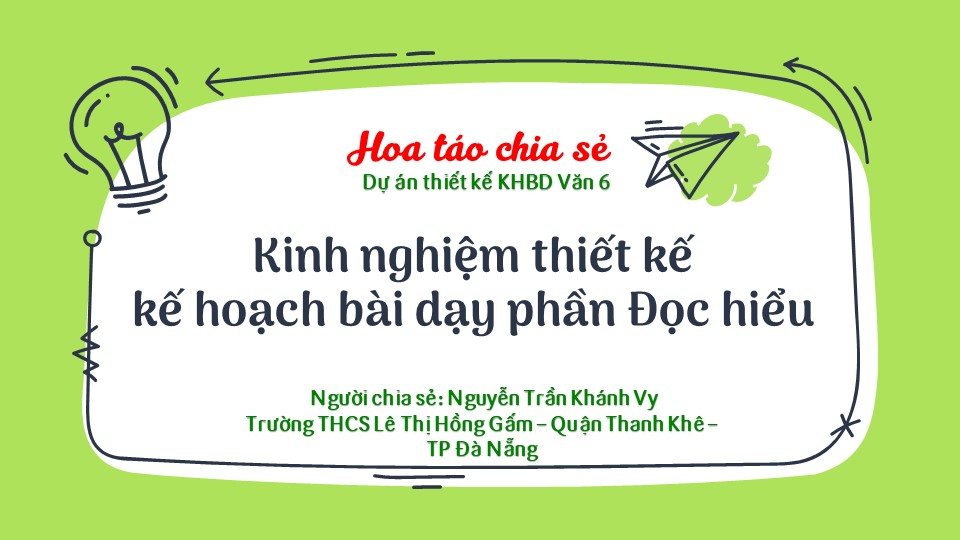 Hoa táo chia sẻ
Dự án thiết kế KHBD Văn 6
Kinh nghiệm thiết kế
kế hoạch bài dạy phần Đọc hiểu
Người chia sẻ: Nguyễn Trần Khánh Vy
Trường THCS Lê Thị Hồng Gấm – Quận Thanh Khê –
TP Đà Nẵng